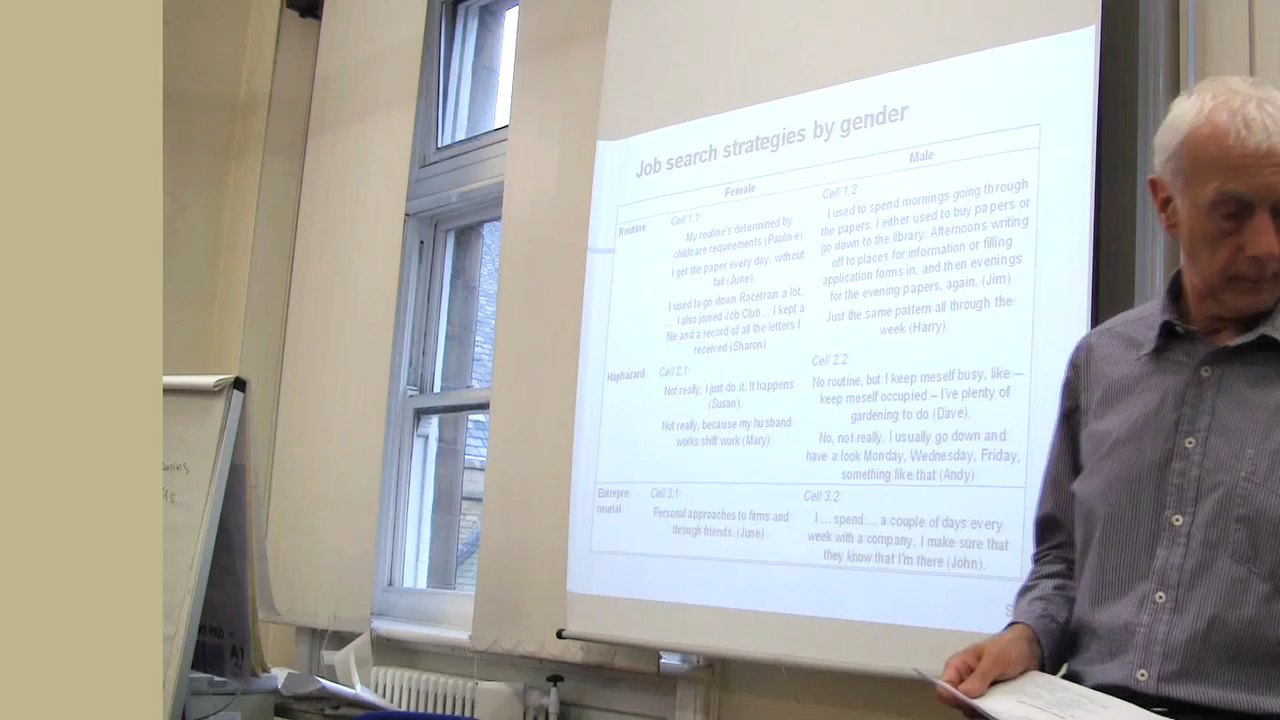 Job search strategies by gender
Female
Male
Routine
Cell 1,1
My routine's determined by
childcare requirements (Pauline)
I get the paper every day, without
fail (June)
I used to go down Racetrain a lot,
... I also joined Job Club... I kept a
file and a record of all the letters I
received (Sharon)
Cell 1,2
I used to spend mornings going through
the papers. I either used to buy papers or
go down to the library. Afternoons writing
off to places for information or filling
application forms in, and then evenings
for the evening papers, again. (Jim)
Just the same pattern all through the
week (Harry).
Haphazard
Cell 2,1
Not really, I just do it. It happens
(Susan).
Not really, because my husband
works shift work (Mary).
Cell 2,2
No routine, but I keep meself busy, like –
keep meself occupied – I've plenty of
gardening to do (Dave).
No, not really. I usually go down and
have a look Monday, Wednesday, Friday,
something like that (Andy)
Entrepre-
neurial
Cell 3,1
Personal approaches to firms and
through friends. (June)
Cell 3,2
I ... spend ... a couple of days every
week with a company. I make sure that
they know that I'm there (John).
A1